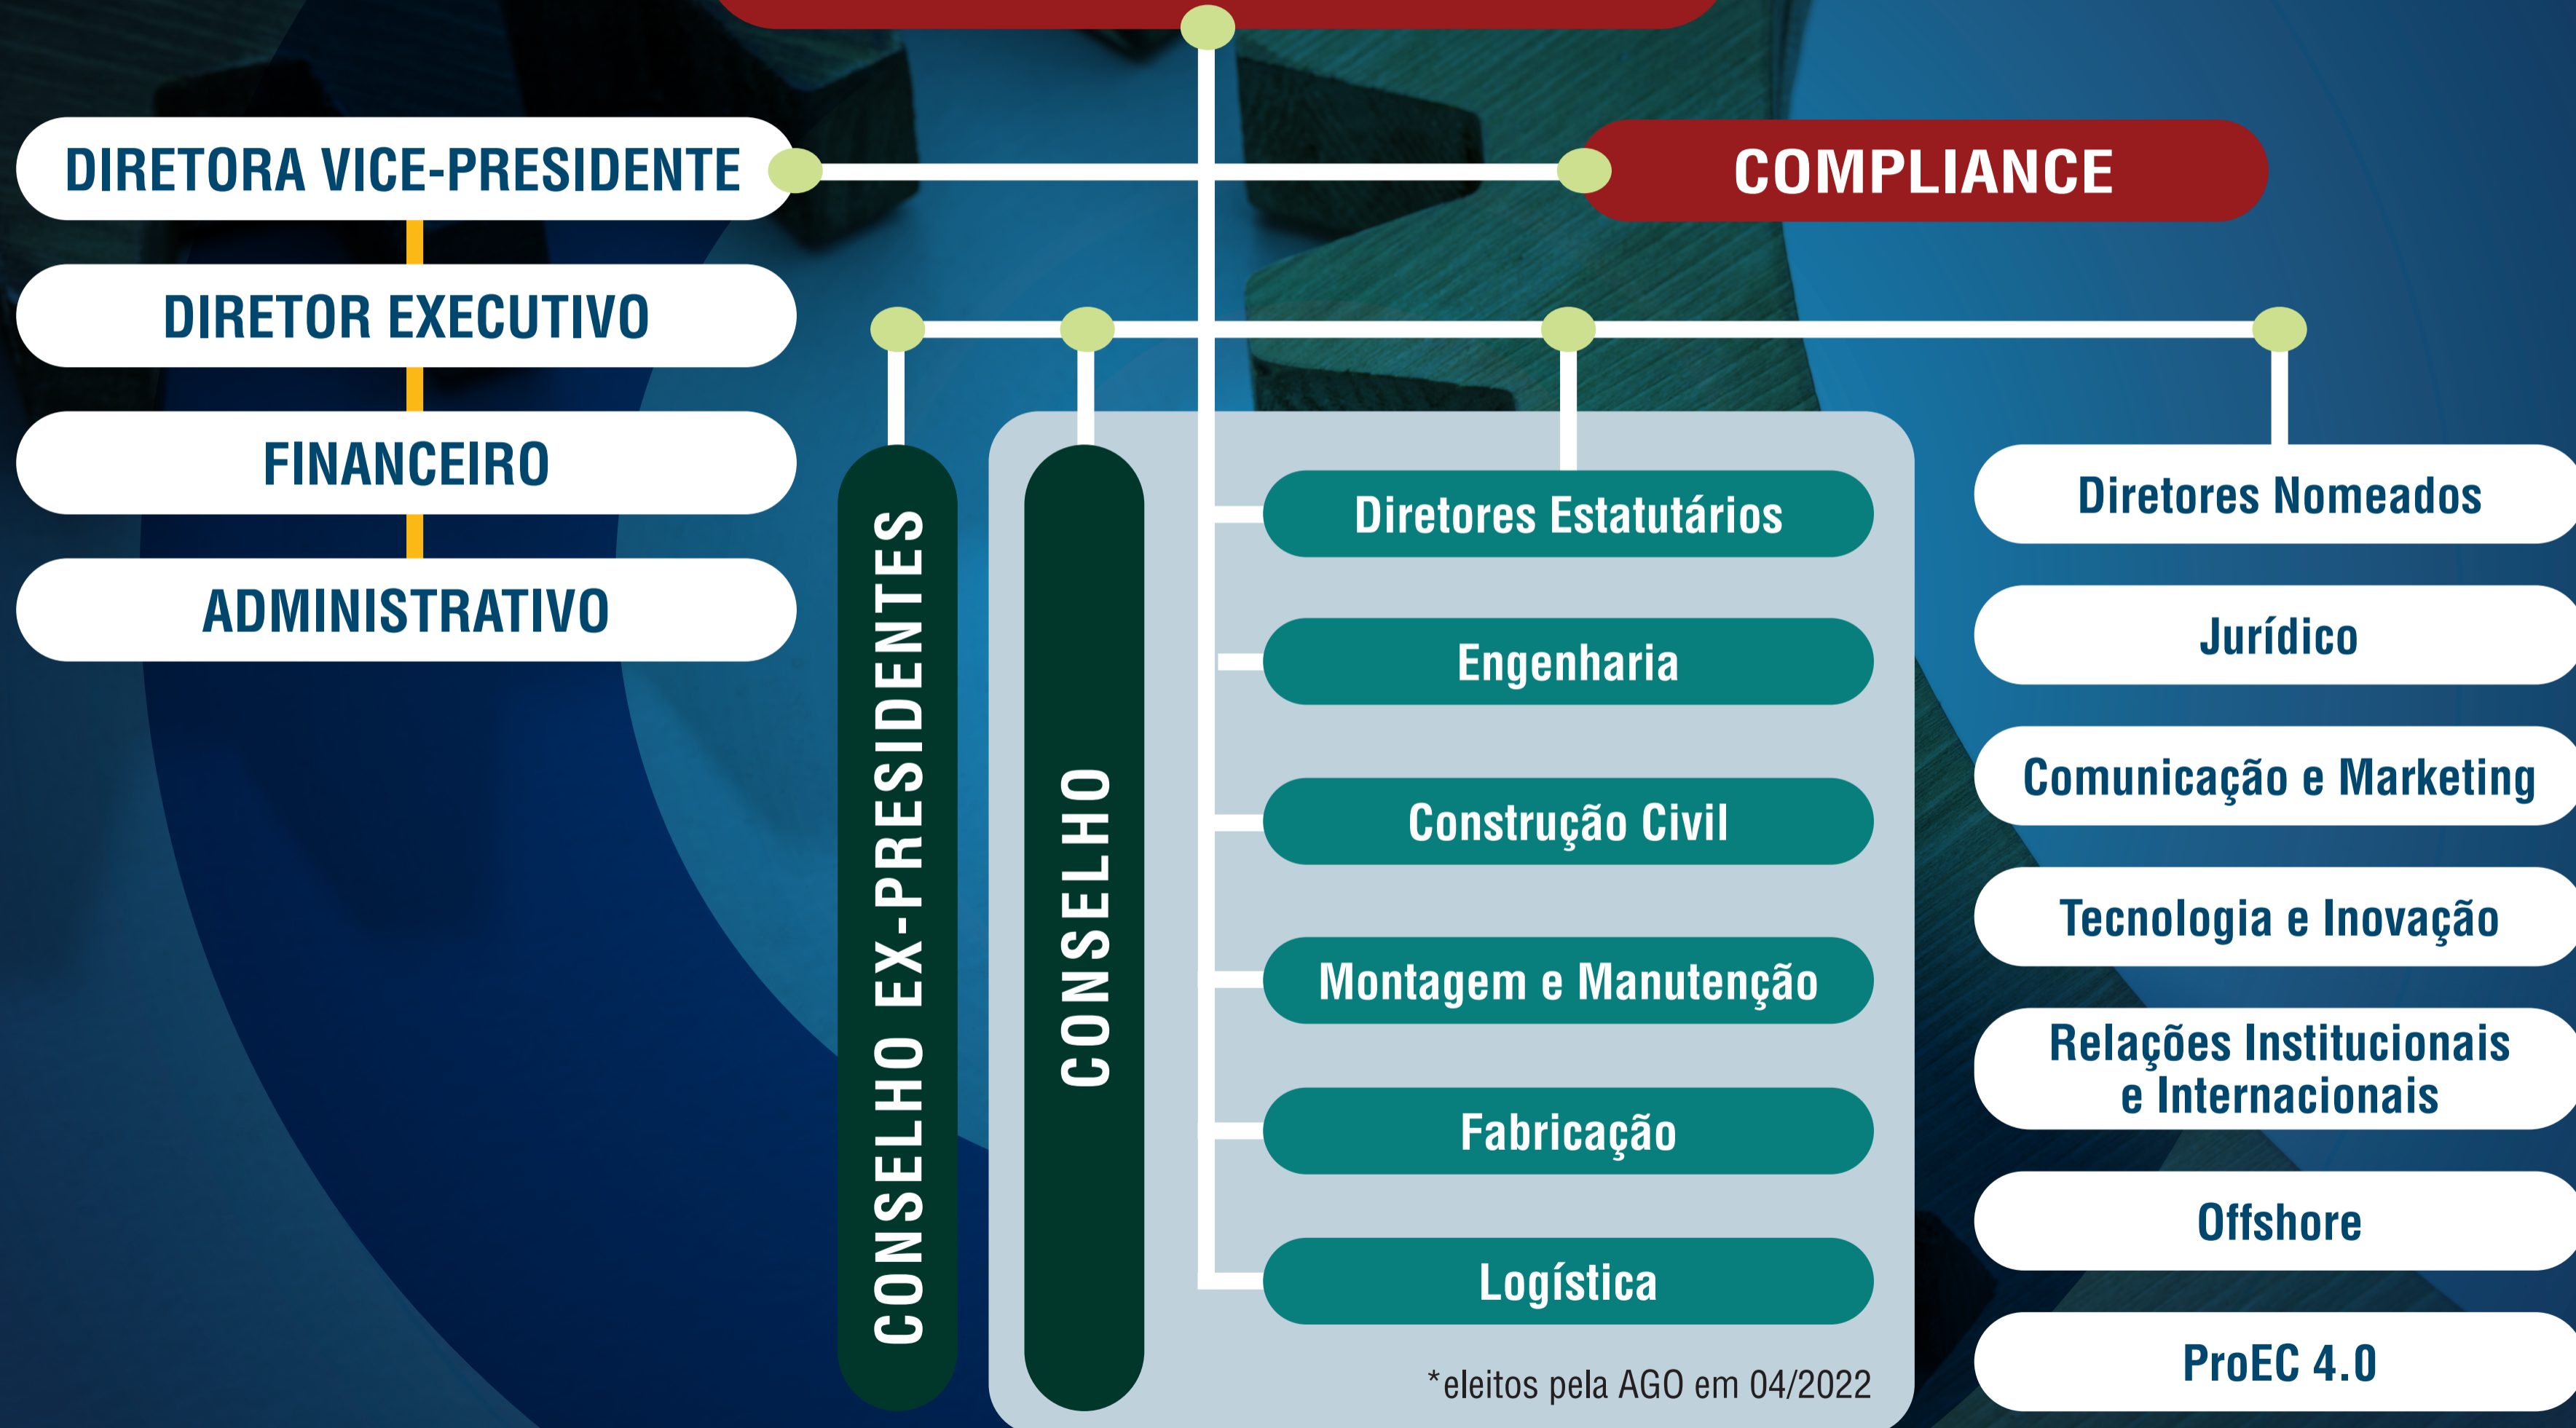 DIRETORA VICE-PRESIDENTE
COMPLIANCE
DIRETOR EXECUTIVO
FINANCEIRO
ADMINISTRATIVO
CONSELHO EX-PRESIDENTES
CONSELHO
Diretores Estatutários
Engenharia
Construção Civil
Montagem e Manutenção
Fabricação
Logística
*eleitos pela AGO em 04/2022
Diretores Nomeados
Jurídico
Comunicação e Marketing
Tecnologia e Inovação
Relações Institucionais
e Internacionais
Offshore
ProEC 4.0